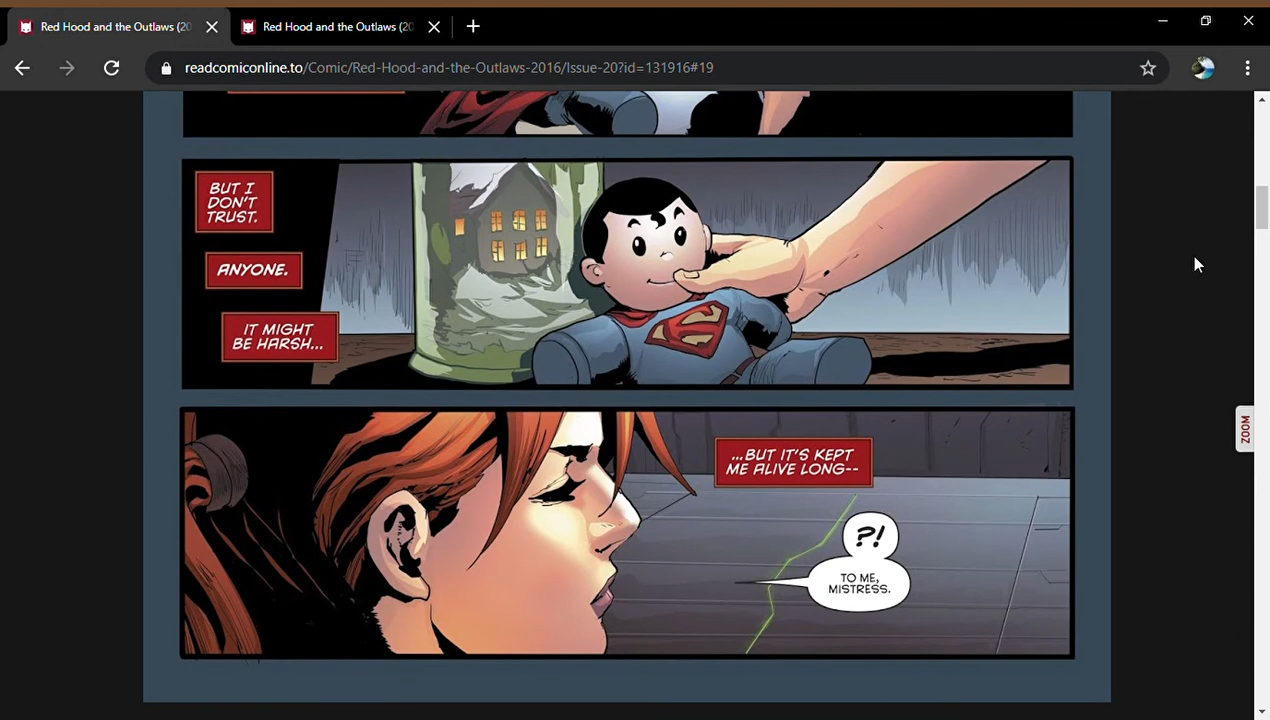 Red Hood and the Outlaws (20
Red Hood and the Outlaws (20
readcomiconline.to/Comic/Red-Hood-and-the-Outlaws-2016/Issue-20?id=131916#19
BUT I
DON'T
TRUST.
ANYONE.
IT MIGHT
BE HARSH...
S
...BUT IT'S KEPT
ME ALIVE LONG--
?!
TO ME,
MISTRESS.
ZOOM